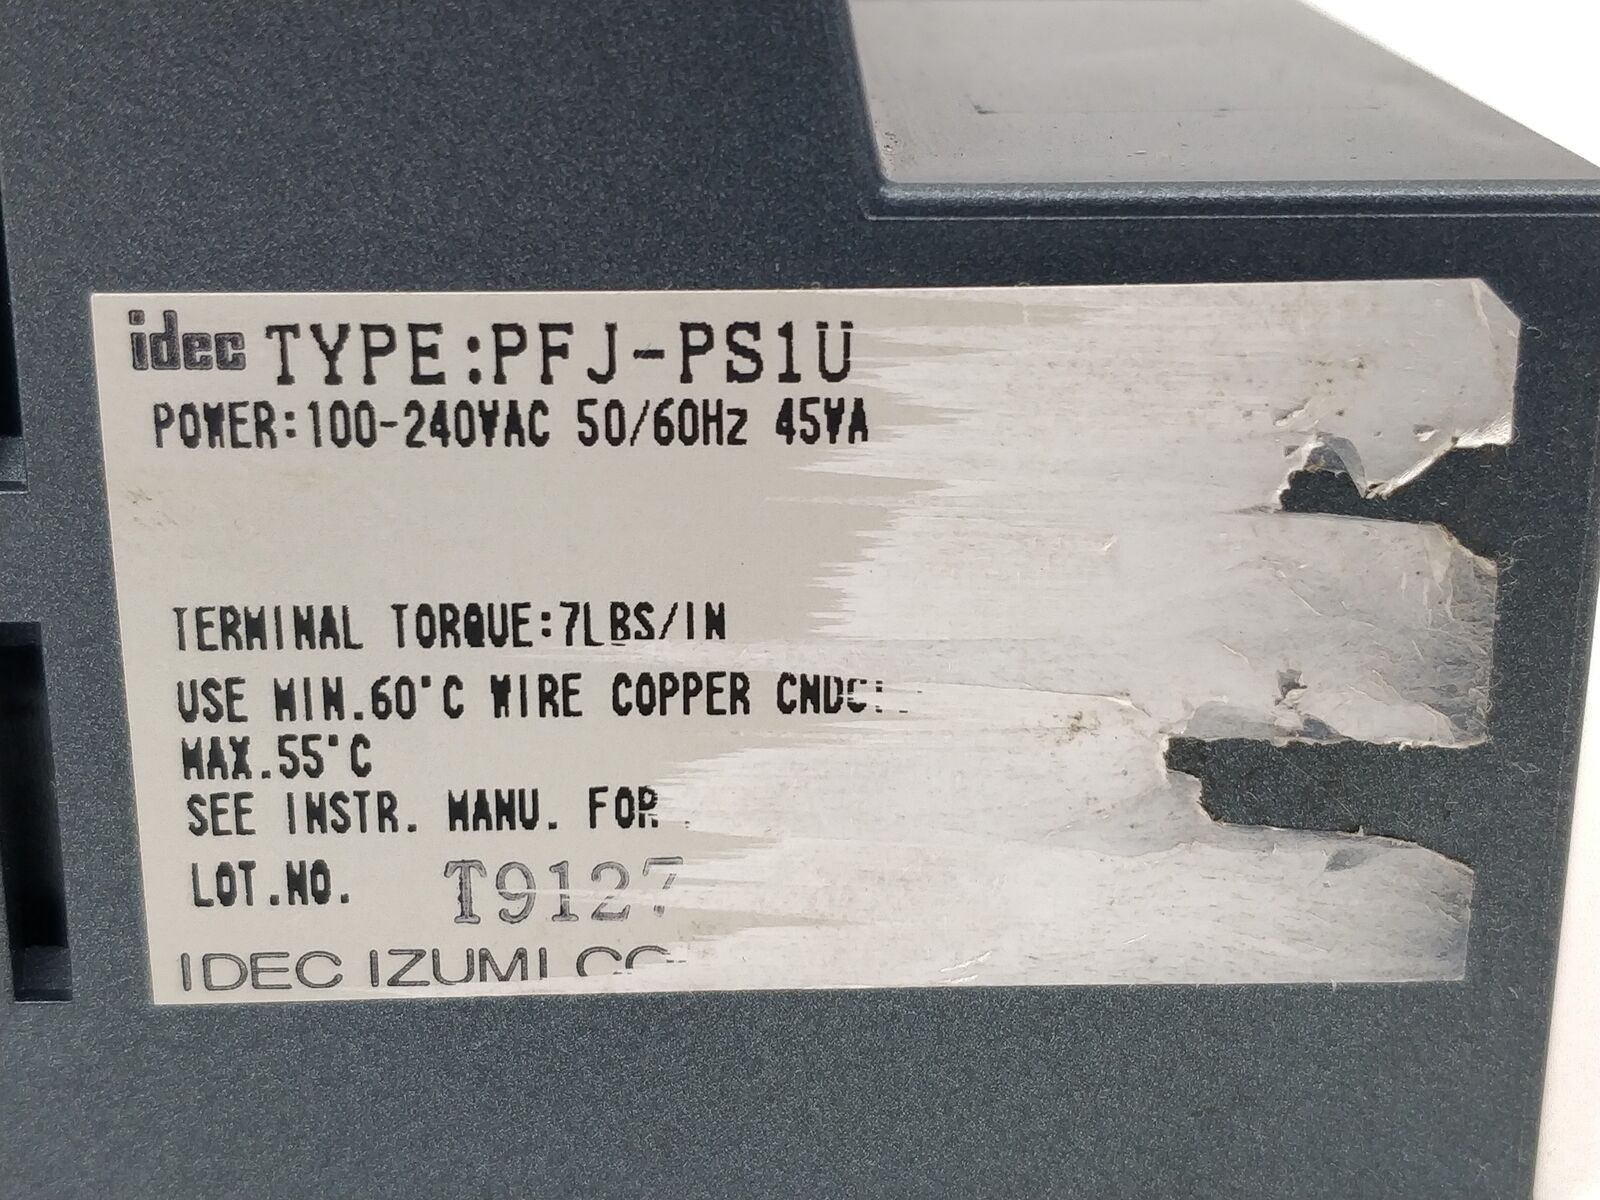 idec TYPE:PFJ-PS1U
POWER:100-240VAC 50/60Hz 45VA
TERMINAL TORQUE:7LBS/IN
USE MIN.60°C WIRE COPPER
MAX.55°C
SEE INSTR. MANU. FOR
LOT.NO. T9127
IDEC IZUMI